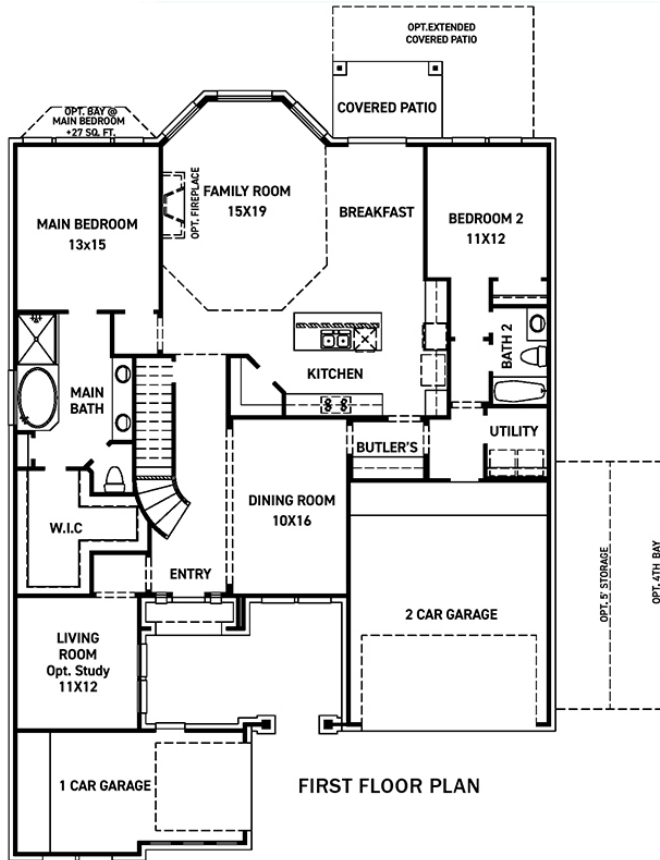 OPT.EXTENDED
COVERED PATIO
COVERED PATIO
OPT. BAY @
MAIN BEDROOM
+27 SQ. FT.
FAMILY ROOM
15X19
OPT. FIREPLACE
BREAKFAST
BEDROOM 2
11X12
MAIN BEDROOM
13x15
BATH 2
KITCHEN
MAIN
BATH
BUTLER'S
UTILITY
DINING ROOM
10X16
W.I.C
ENTRY
2 CAR GARAGE
OPT. 5' STORAGE
OPT. 4TH BAY
LIVING
ROOM
Opt. Study
11X12
1 CAR GARAGE
FIRST FLOOR PLAN